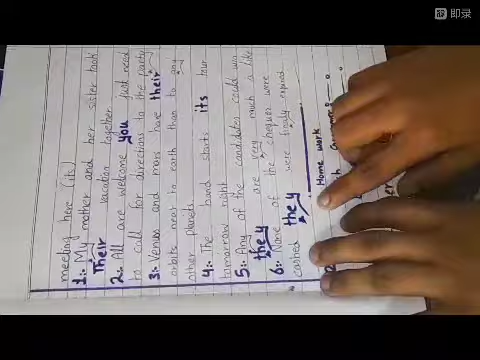 即录
meeting here (its)
1:- My mother and her sister took
Their vacation together.
2:- All are welcome you just need
to call for directions to the party
3:- Venus and mars have their
orbits near to earth than to any
other planets
4:- The band starts its tour
tomorrow night
5:- Any of the candidates could win
they are very much a like
6:- None of the cheques were
cashed they were finally expired
Home work